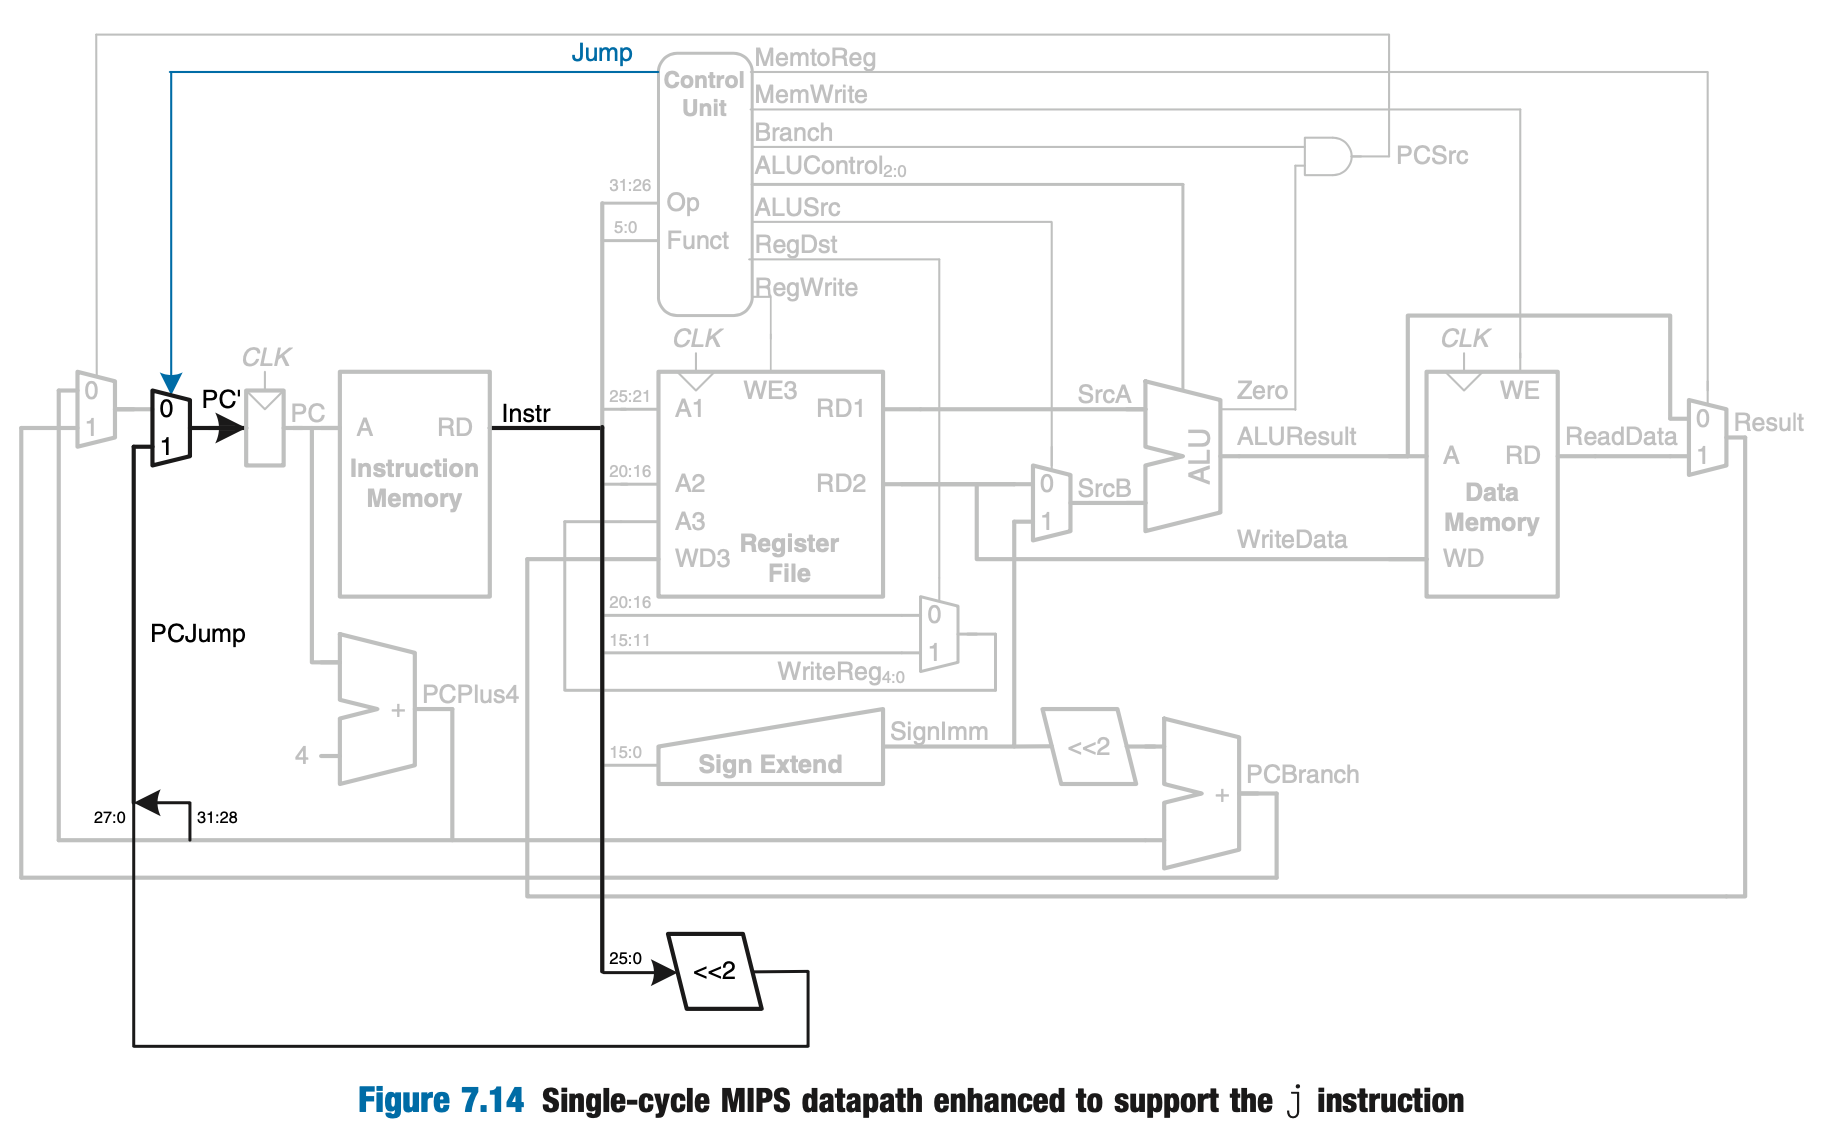 Jump
Control
Unit
MemtoReg
MemWrite
Branch
ALUControl2:0
ALUSrc
RegDst
RegWrite
PCSrc
31:26
Op
5:0
Funct
CLK
CLK
CLK
0
1
0
1
PC'
PC
A
RD
Instruction
Memory
Instr
25:21
A1
WE3
RD1
20:16
A2
RD2
A3
WD3
Register
File
SrcA
0
1
SrcB
ALU
Zero
ALUResult
WriteData
WE
A
RD
Data
Memory
WD
ReadData
0
1
Result
20:16
0
15:11
1
WriteReg4:0
PCJump
PCPlus4
+
4
15:0
Sign Extend
SignImm
<<2
+
PCBranch
27:0
31:28
25:0
<<2
Figure 7.14 Single-cycle MIPS datapath enhanced to support the j instruction